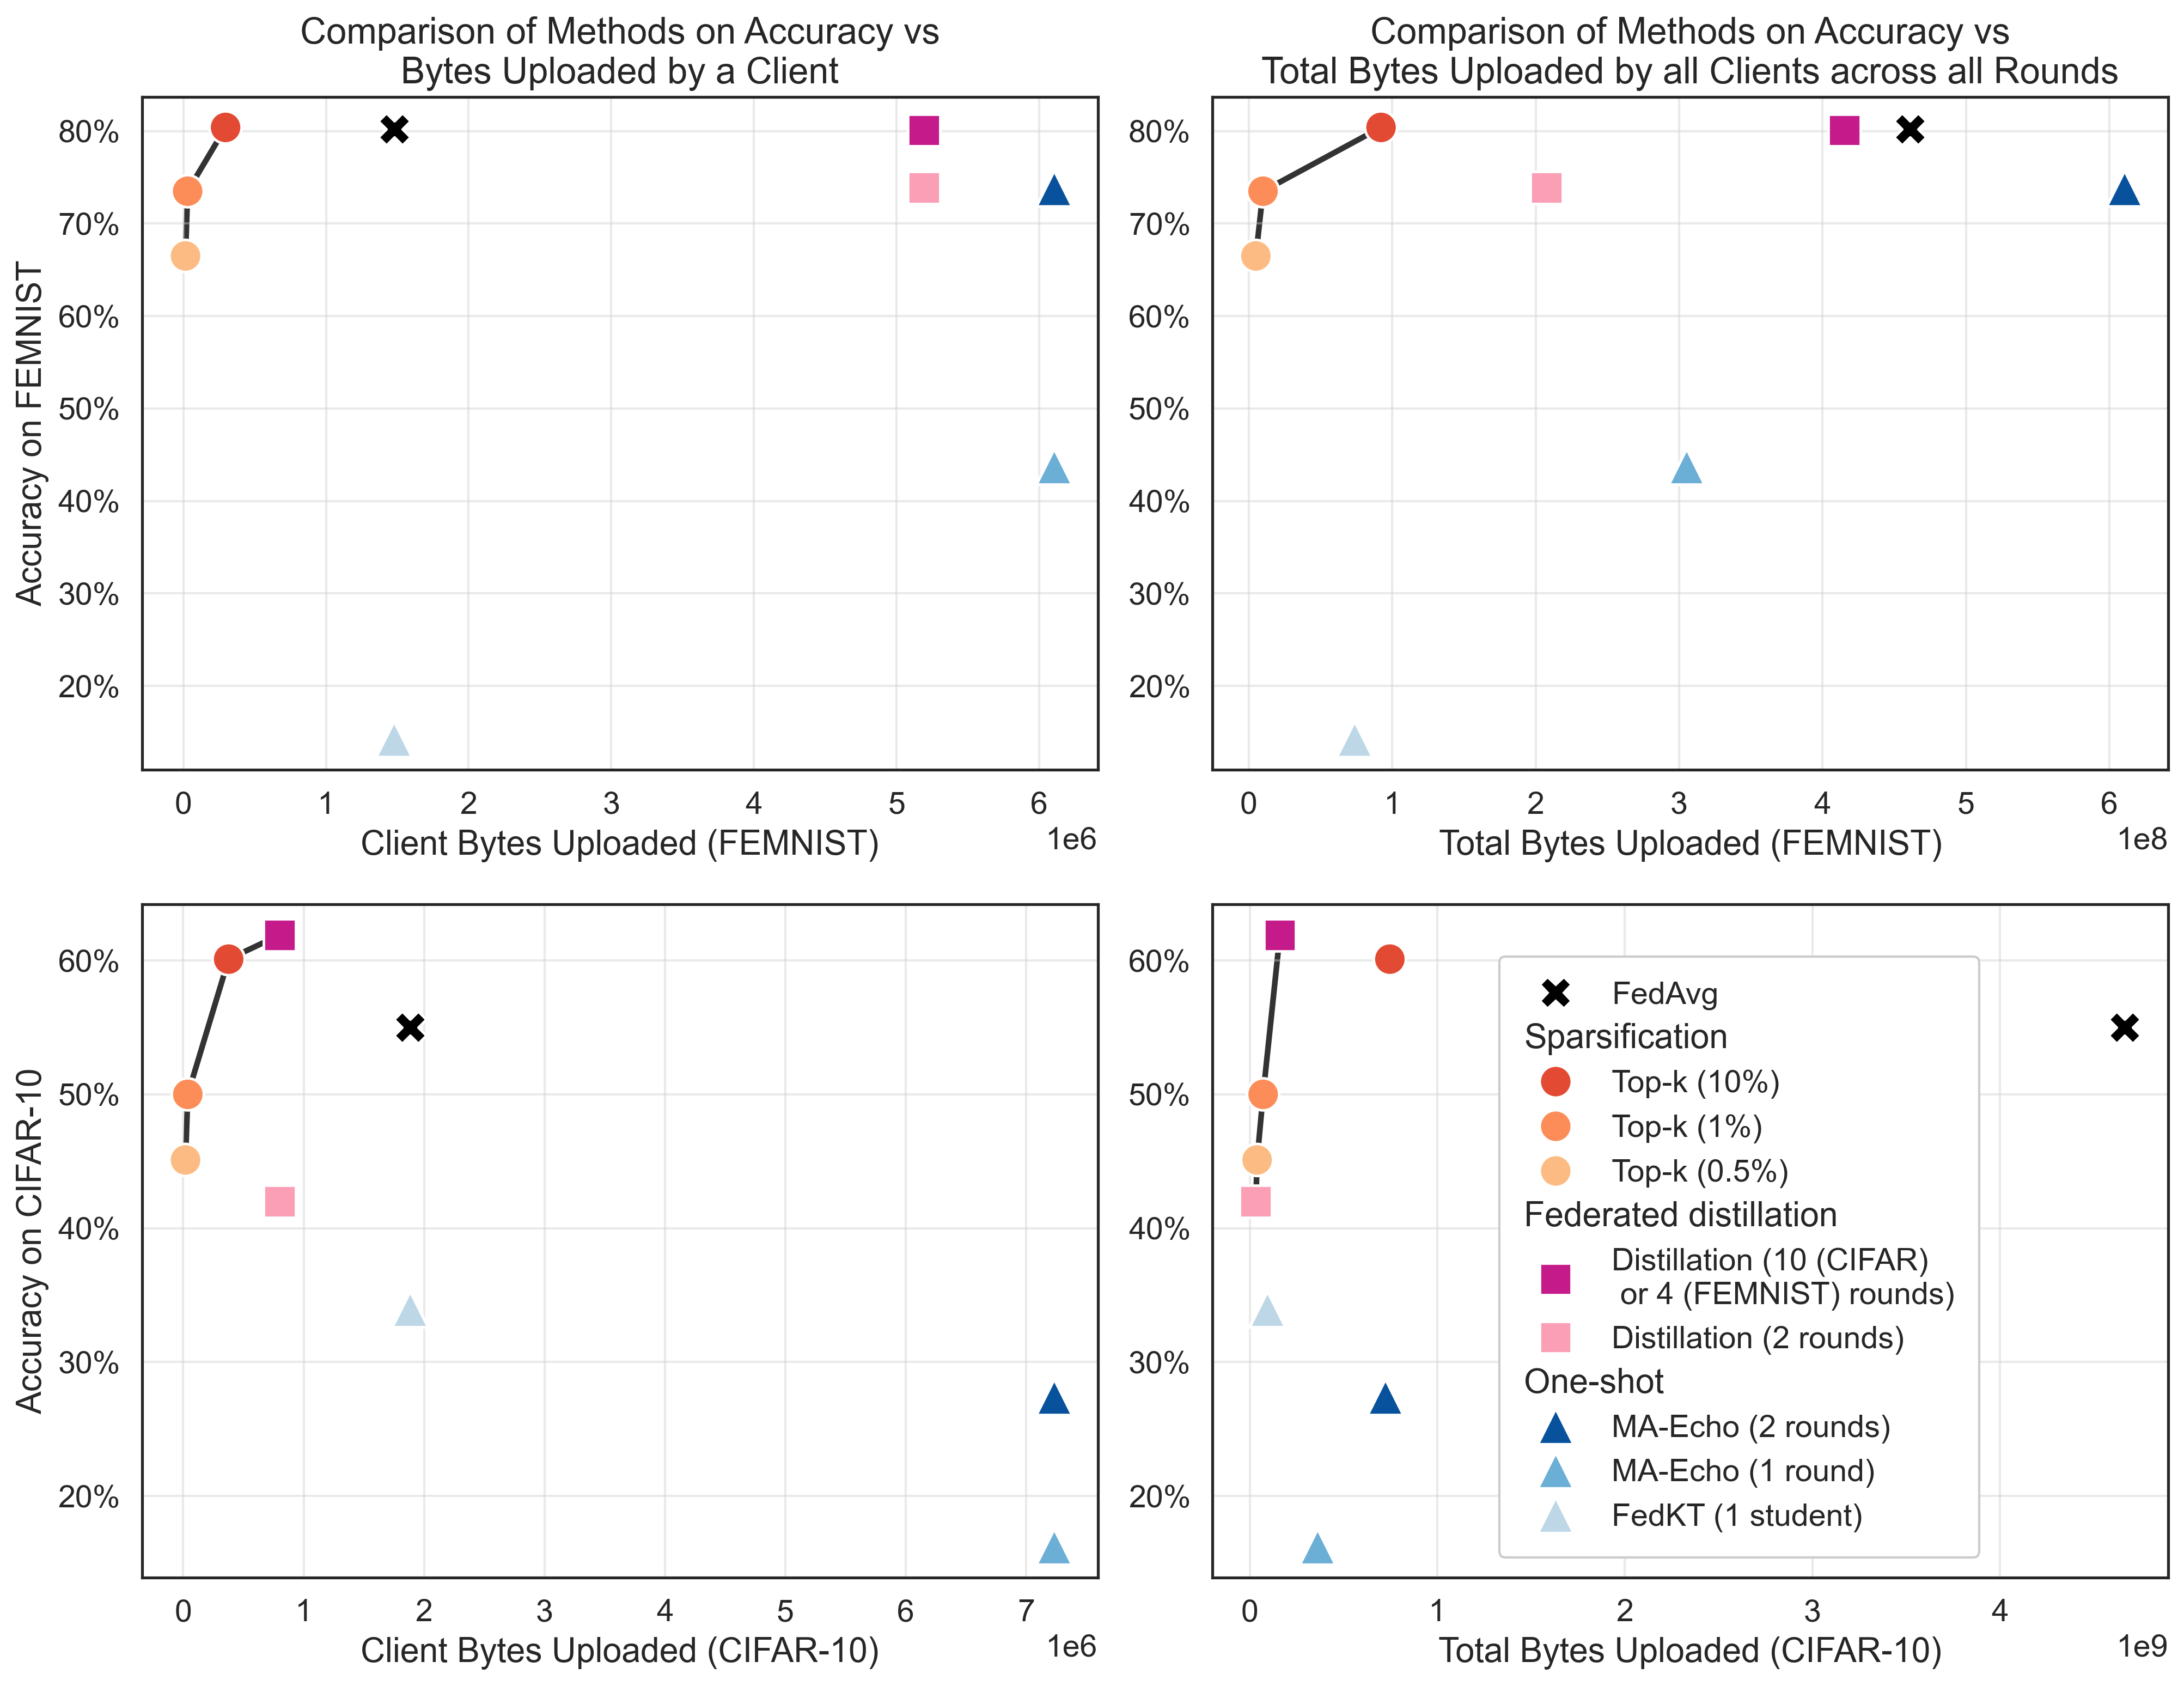 Comparison of Methods on Accuracy vs
Bytes Uploaded by a Client
80%
70%
60%
50%
40%
30%
20%
Accuracy on FEMNIST
0 1 2 3 4 5 6
1e6
Client Bytes Uploaded (FEMNIST)
Comparison of Methods on Accuracy vs
Total Bytes Uploaded by all Clients across all Rounds
80%
70%
60%
50%
40%
30%
20%
0 1 2 3 4 5 6
1e8
Total Bytes Uploaded (FEMNIST)
60%
50%
40%
30%
20%
Accuracy on CIFAR-10
0 1 2 3 4 5 6 7
1e6
Client Bytes Uploaded (CIFAR-10)
60%
50%
40%
30%
20%
FedAvg
Sparsification
Top-k (10%)
Top-k (1%)
Top-k (0.5%)
Federated distillation
Distillation (10 (CIFAR)
or 4 (FEMNIST) rounds)
Distillation (2 rounds)
One-shot
MA-Echo (2 rounds)
MA-Echo (1 round)
FedKT (1 student)
0 1 2 3 4
1e9
Total Bytes Uploaded (CIFAR-10)